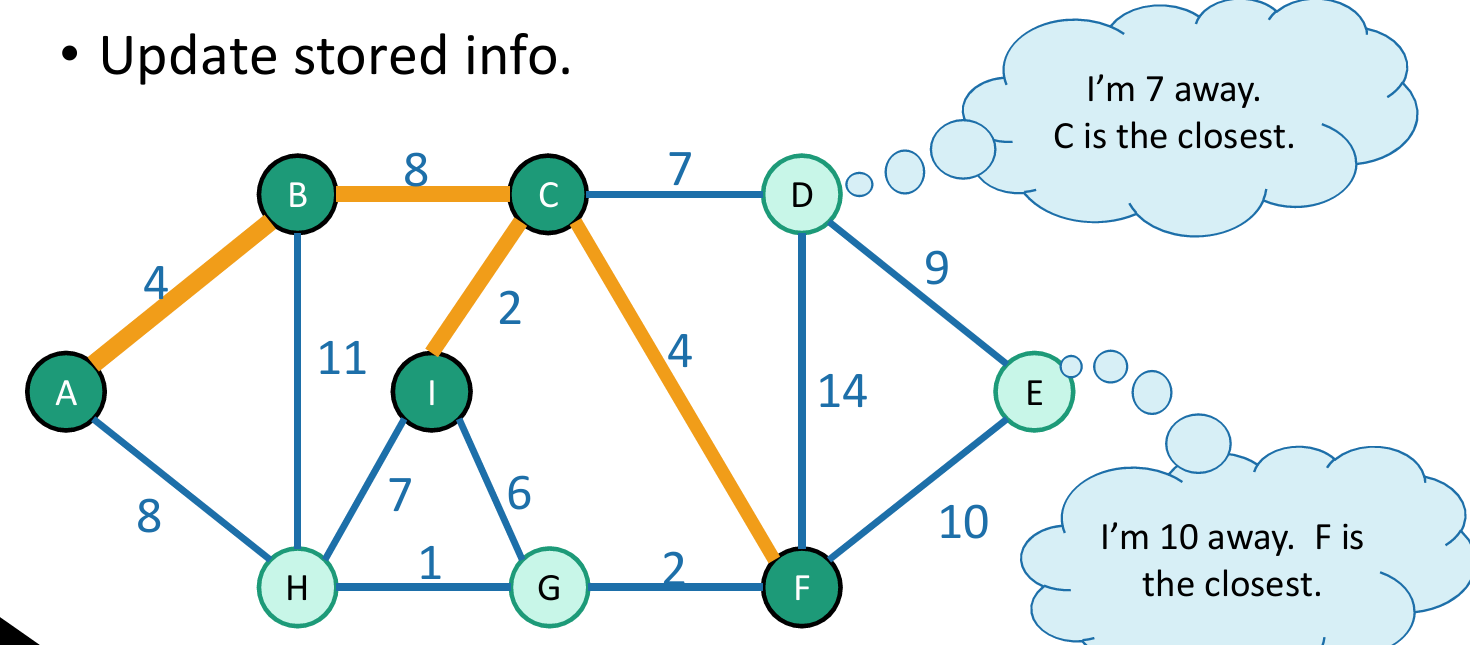 • Update stored info.
I'm 7 away.
C is the closest.
B
8
C
7
D
4
9
2
11
4
A
I
14
E
8
7
6
10
I'm 10 away.  F is
the closest.
H
1
G
2
F